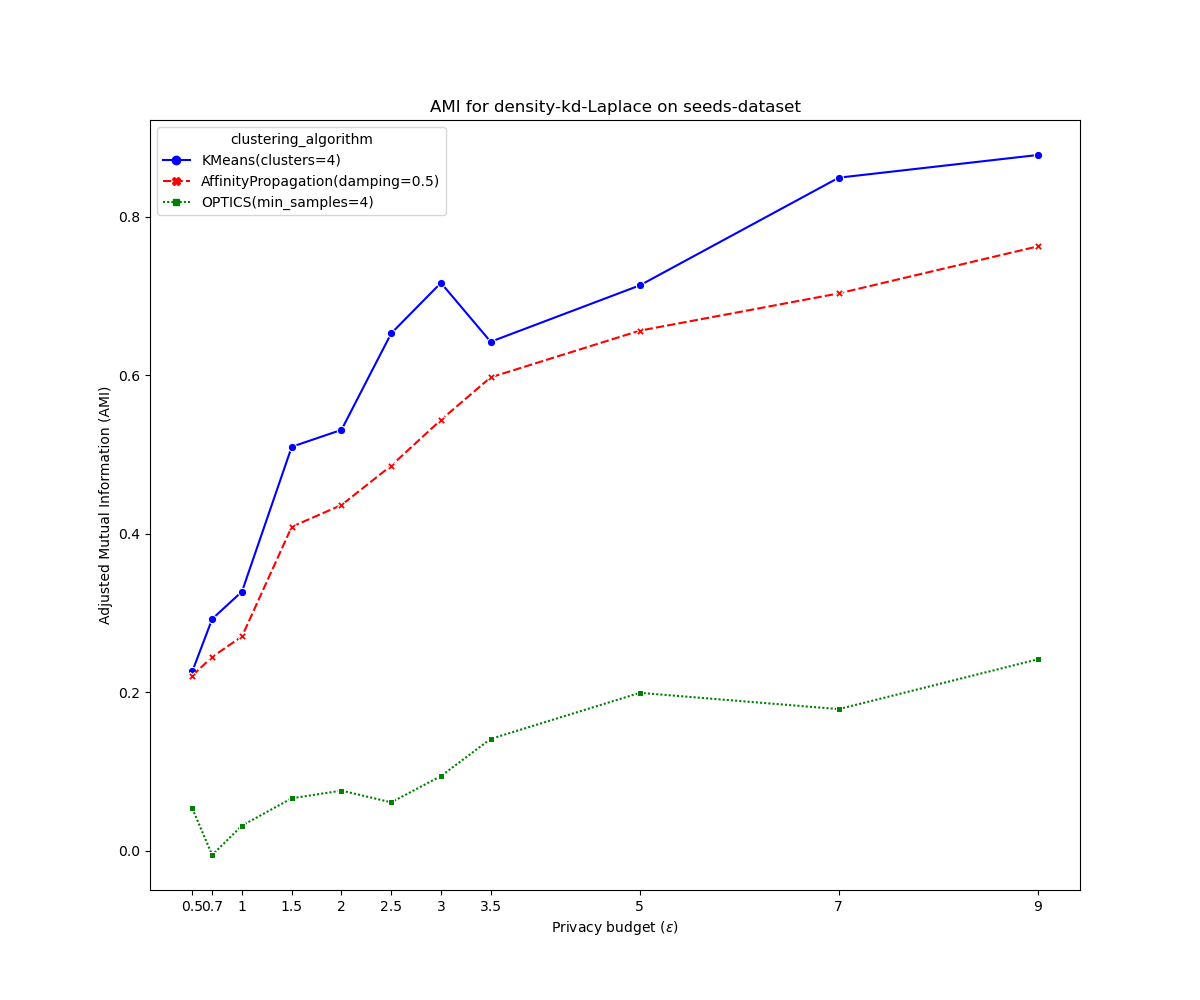 AMI for density-kd-Laplace on seeds-dataset
clustering_algorithm
KMeans(clusters=4)
AffinityPropagation(damping=0.5)
OPTICS(min_samples=4)
Adjusted Mutual Information (AMI)
0.8
0.6
0.4
0.2
0.0
0.5 0.7 1 1.5 2 2.5 3 3.5 5 7 9
Privacy budget (ε)